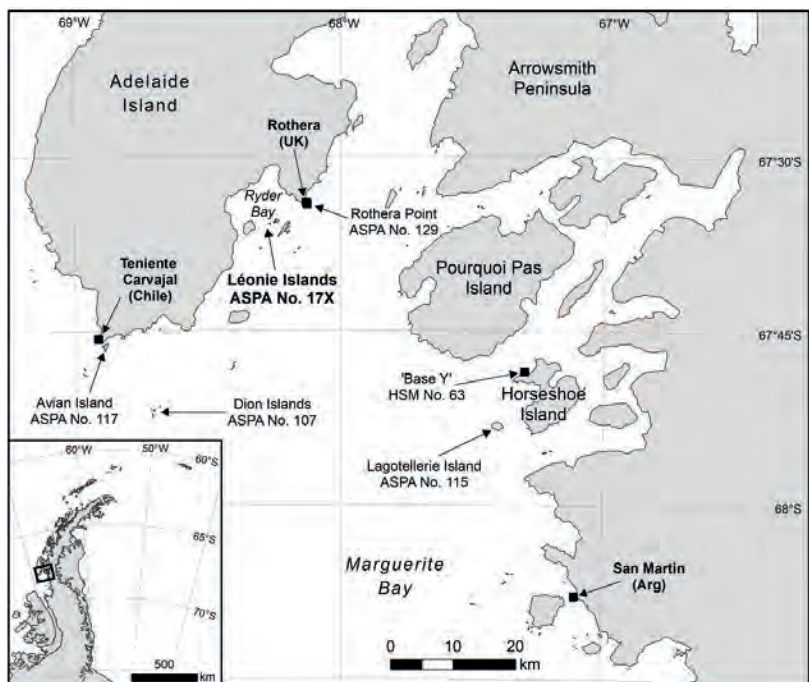 69°W
68°W
67°W
Adelaide
Island
Arrowsmith
Peninsula
Rothera
(UK)
67°30'S
Ryder
Bay
Rothera Point
ASPA No. 129
Léonie Islands
ASPA No. 17X
Pourquoi Pas
Island
Teniente
Carvajal
(Chile)
67°45'S
Avian Island
ASPA No. 117
Dion Islands
ASPA No. 107
'Base Y'
HSM No. 63
Horseshoe
Island
Lagotellerie Island
ASPA No. 115
68°S
Marguerite
Bay
San Martin
(Arg)
0 5 10 20
km
60°W
50°W
60°S
65°S
70°S
500
km